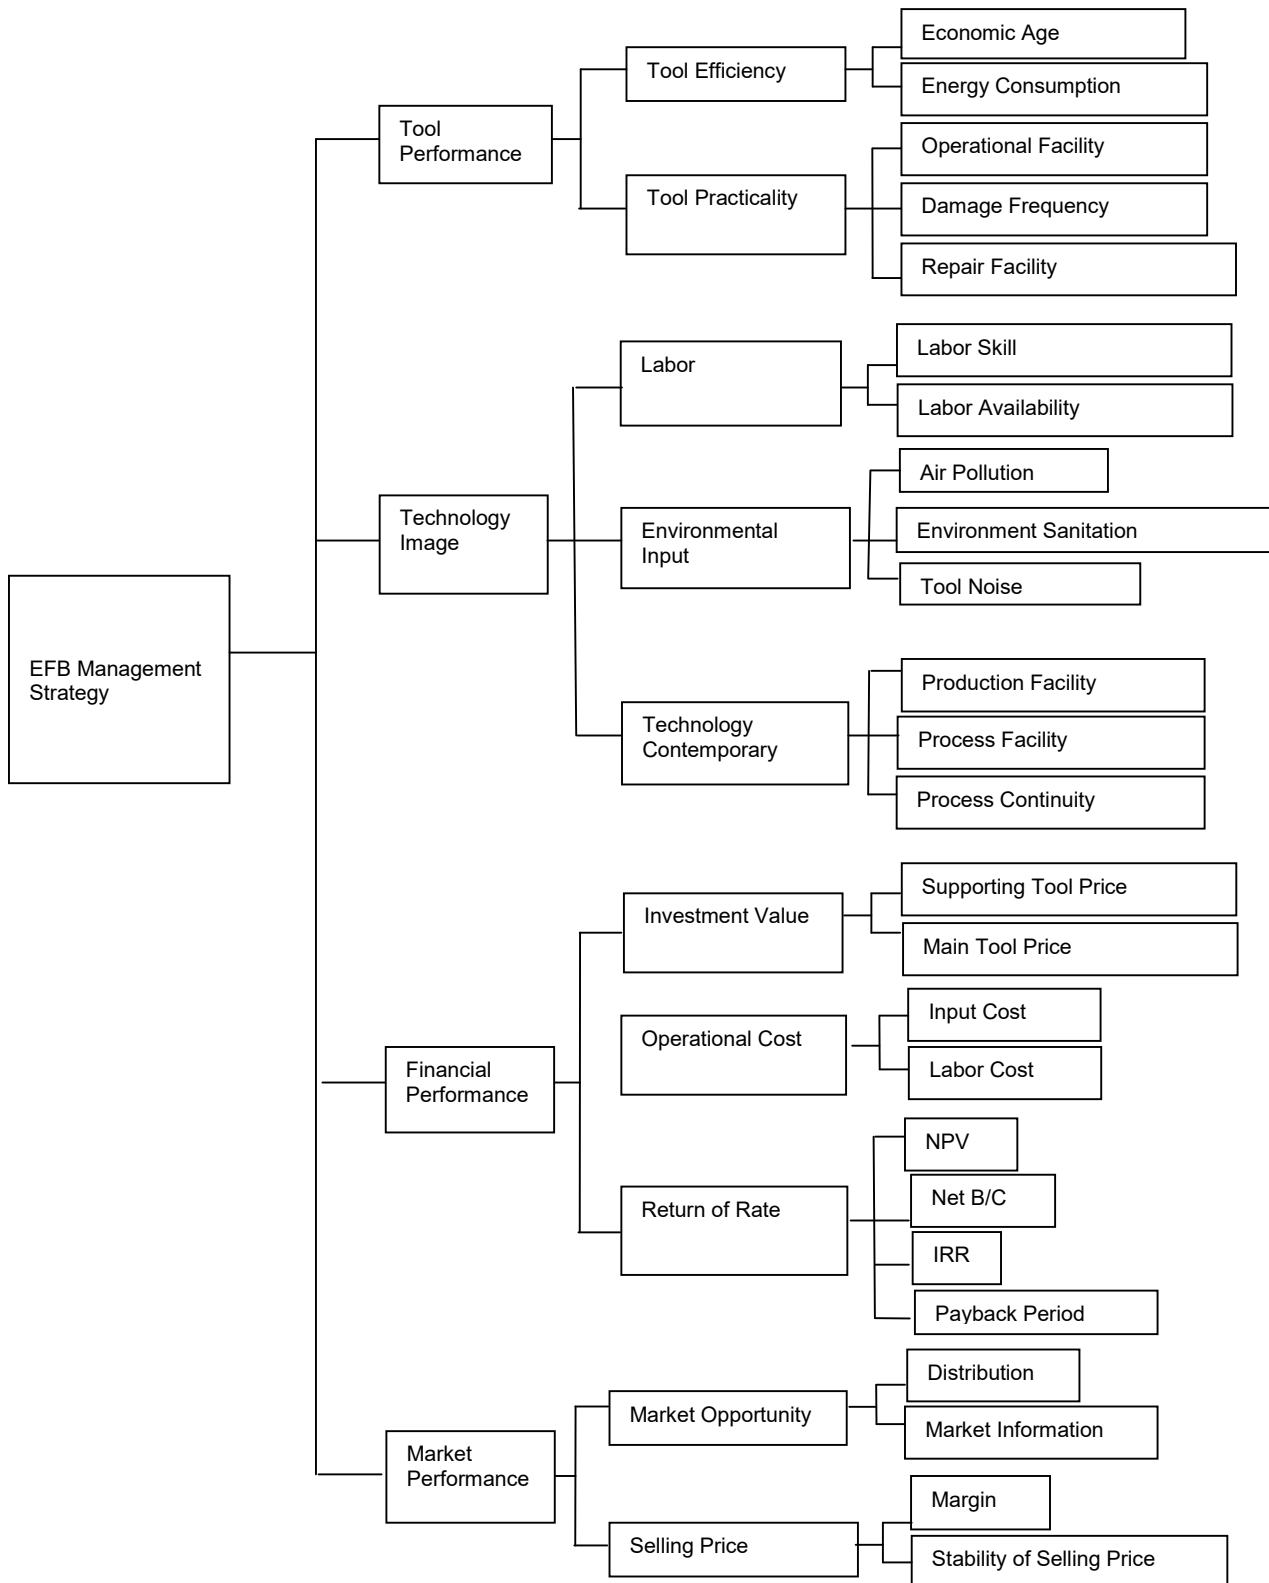 Economic Age
Tool Efficiency
Energy Consumption
Tool
Performance
Operational Facility
Tool Practicality
Damage Frequency
Repair Facility
Labor Skill
Labor
Labor Availability
Air Pollution
Technology
Image
Environmental
Input
Environment Sanitation
Tool Noise
EFB Management
Strategy
Production Facility
Technology
Contemporary
Process Facility
Process Continuity
Supporting Tool Price
Investment Value
Main Tool Price
Input Cost
Operational Cost
Labor Cost
Financial
Performance
NPV
Net B/C
Return of Rate
IRR
Payback Period
Distribution
Market Opportunity
Market Information
Market
Performance
Margin
Selling Price
Stability of Selling Price